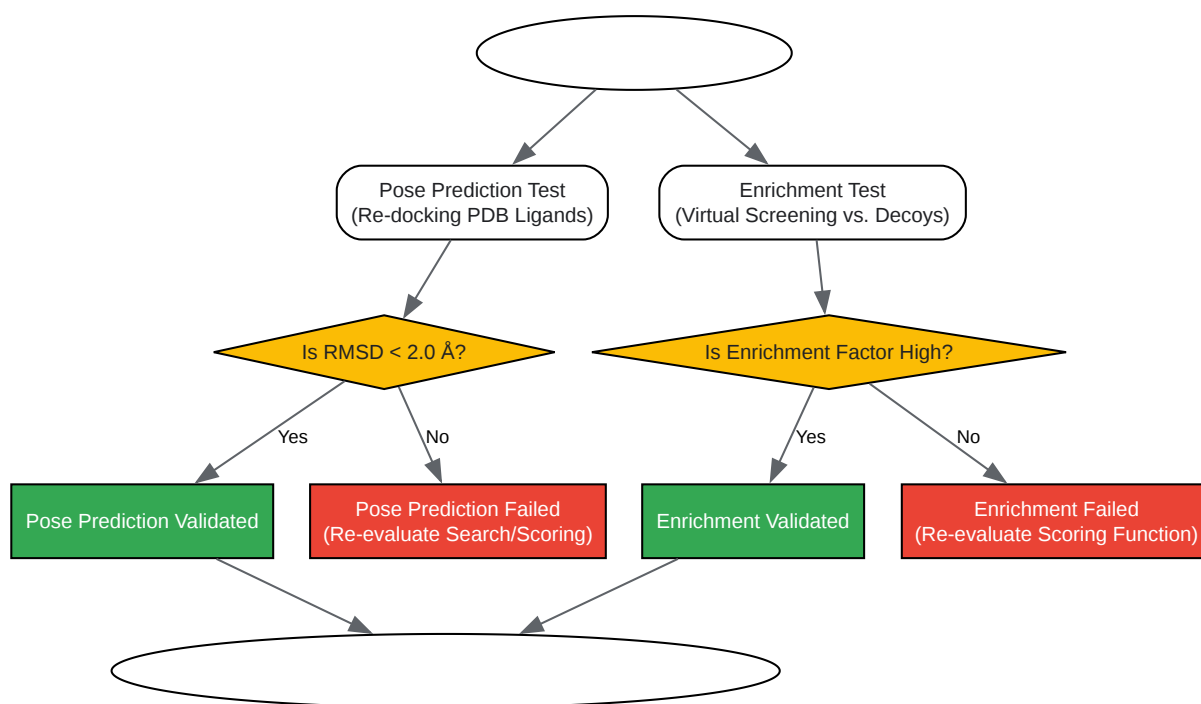 Pose Prediction Test
(Re-docking PDB Ligands)
Enrichment Test
(Virtual Screening vs. Decoys)
Is RMSD < 2.0 Å?
Is Enrichment Factor High?
Yes
No
Yes
No
Pose Prediction Validated
Pose Prediction Failed
(Re-evaluate Search/Scoring)
Enrichment Validated
Enrichment Failed
(Re-evaluate Scoring Function)